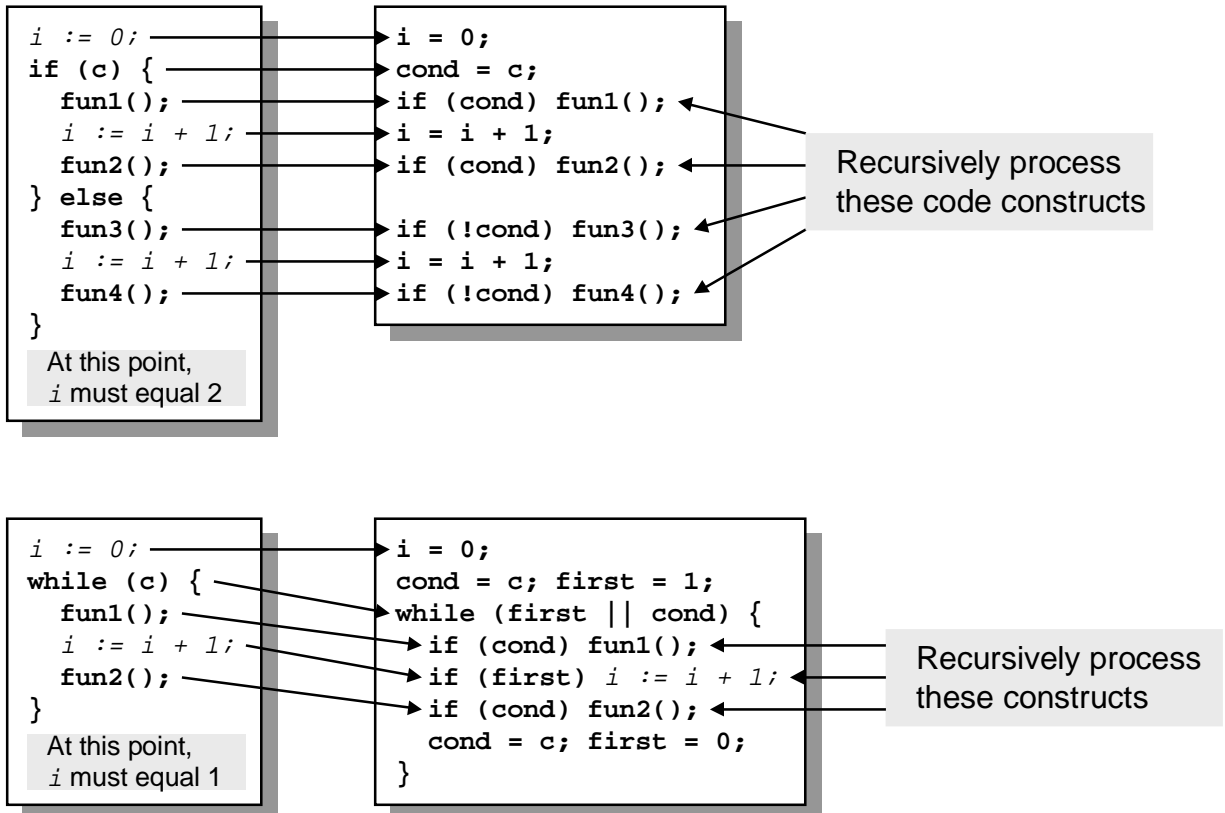 i := 0;
if (c) {
fun1();
i := i + 1;
fun2();
} else {
fun3();
i := i + 1;
fun4();
}
At this point,
i must equal 2
i = 0;
cond = c;
if (cond) fun1();
i = i + 1;
if (cond) fun2();
if (!cond) fun3();
i = i + 1;
if (!cond) fun4();
Recursively process
these code constructs
i := 0;
while (c) {
fun1();
i := i + 1;
fun2();
}
At this point,
i must equal 1
i = 0;
cond = c; first = 1;
while (first || cond) {
if (cond) fun1();
if (first) i := i + 1;
if (cond) fun2();
cond = c; first = 0;
}
Recursively process
these constructs